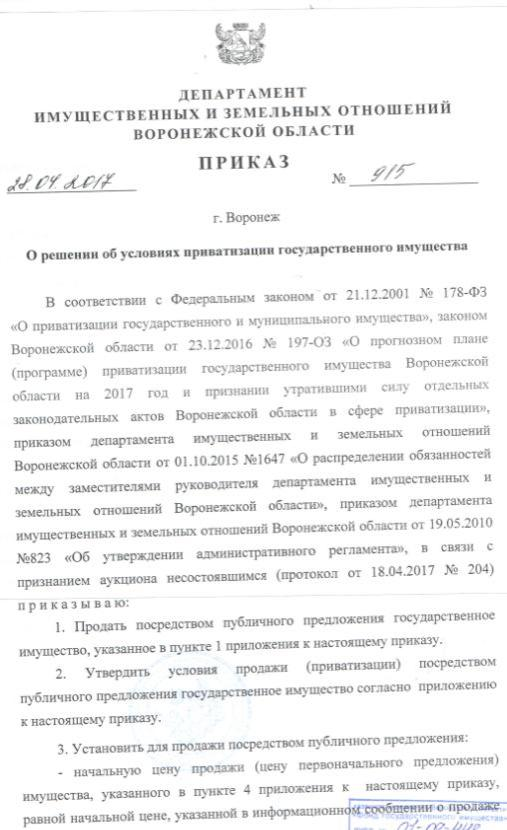 ДЕПАРТАМЕНТ
ИМУЩЕСТВЕННЫХ И ЗЕМЕЛЬНЫХ ОТНОШЕНИЙ
ВОРОНЕЖСКОЙ ОБЛАСТИ
ПРИКАЗ
28.04.2017 № 915
г. Воронеж
О решении об условиях приватизации государственного имущества
В соответствии с Федеральным законом от 21.12.2001 № 178-ФЗ
«О приватизации государственного и муниципального имущества», законом
Воронежской области от 23.12.2016 № 197-ОЗ «О прогнозном плане
(программе) приватизации государственного имущества Воронежской
области на 2017 год и признании утратившими силу отдельных
законодательных актов Воронежской области в сфере приватизации»,
приказом департамента имущественных и земельных отношений
Воронежской области от 01.10.2015 №1647 «О распределении обязанностей
между заместителями руководителя департамента имущественных и
земельных отношений Воронежской области», приказом департамента
имущественных и земельных отношений Воронежской области от 19.05.2010
№823 «Об утверждении административного регламента», в связи с
признанием аукциона несостоявшимся (протокол от 18.04.2017 № 204)
п р и к а з ы в а ю:
1. Продать посредством публичного предложения государственное
имущество, указанное в пункте 1 приложения к настоящему приказу.
2. Утвердить условия продажи (приватизации) посредством
публичного предложения государственное имущество согласно приложению
к настоящему приказу.
3. Установить для продажи посредством публичного предложения:
- начальную цену продажи (цену первоначального предложения)
имущества, указанного в пункте 4 приложения к настоящему приказу,
равной начальной цене, указанной в информационном сообщении о продаже